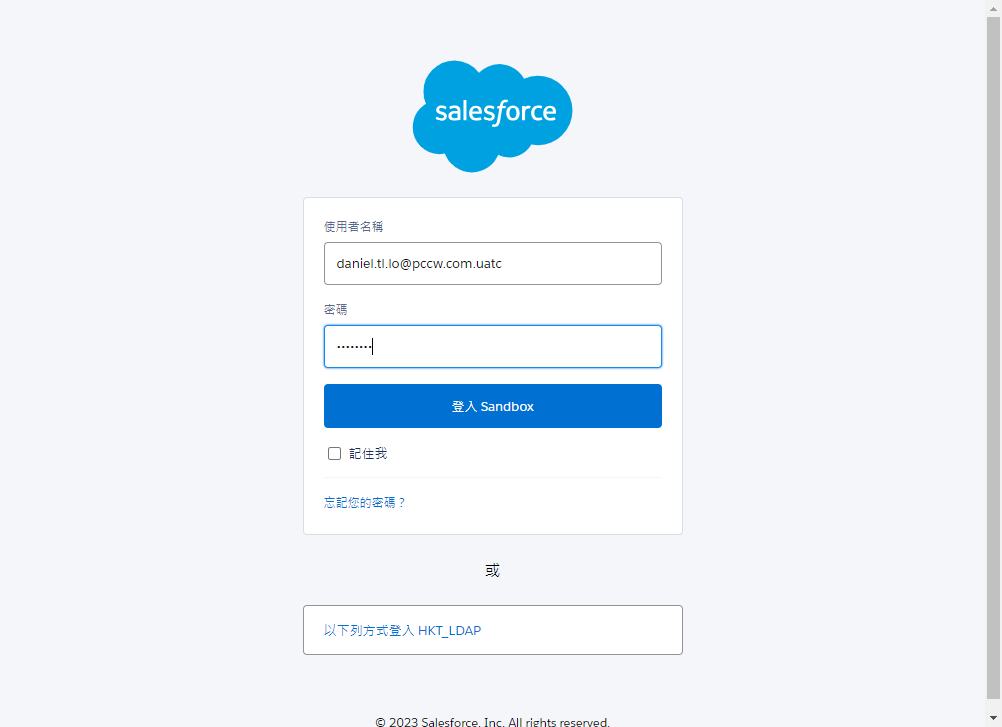 salesforce
使用者名稱
daniel.tl.lo@pccw.com.uatc
密碼
········
登入 Sandbox
記住我
忘記您的密碼？
或
以下列方式登入 HKT_LDAP
© 2023 Salesforce, Inc. All rights reserved.